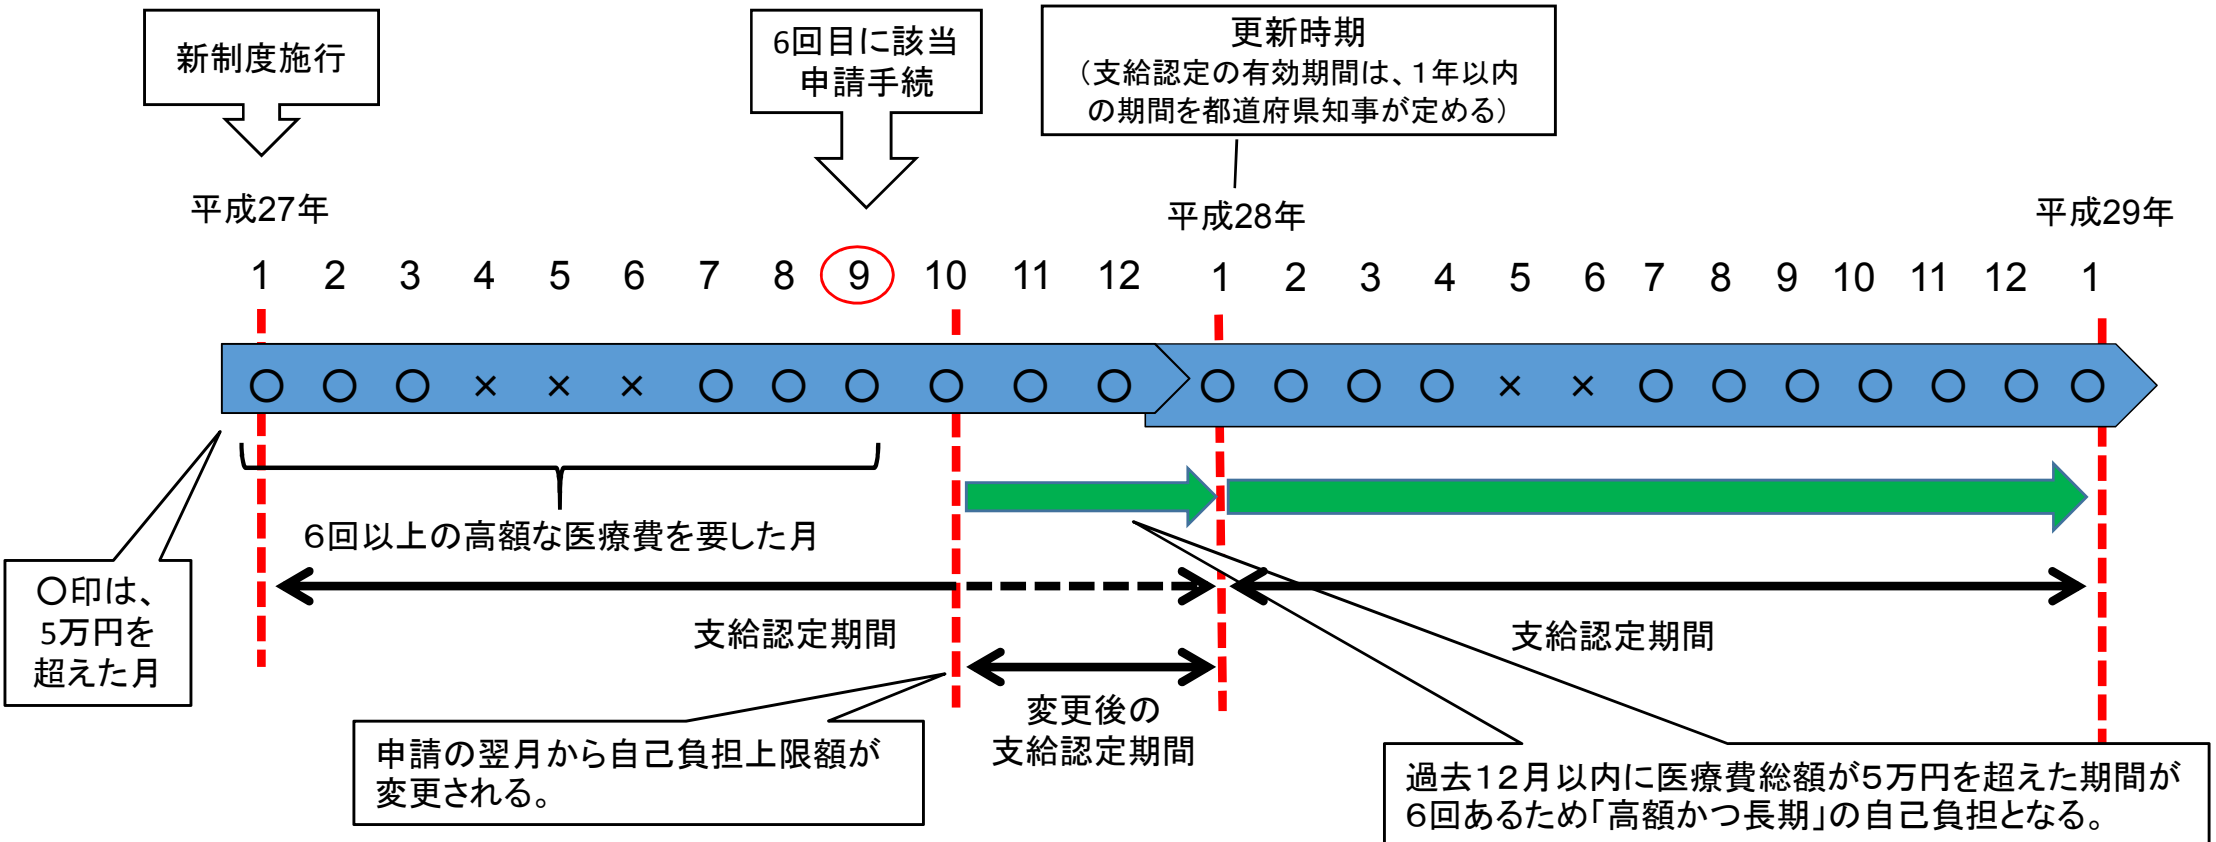 新制度施行
6回目に該当
申請手続
更新時期
（支給認定の有効期間は、１年以内
の期間を都道府県知事が定める）
平成27年
平成28年
平成29年
1 2 3 4 5 6 7 8 9 10 11 12 1 2 3 4 5 6 7 8 9 10 11 12 1
○ ○ ○ × × × ○ ○ ○ ○ ○ ○ ○ ○ ○ ○ × × ○ ○ ○ ○ ○ ○ ○
６回以上の高額な医療費を要した月
○印は、
5万円を
超えた月
支給認定期間
支給認定期間
変更後の
支給認定期間
申請の翌月から自己負担上限額が
変更される。
過去１２月以内に医療費総額が５万円を超えた期間が
６回あるため「高額かつ長期」の自己負担となる。